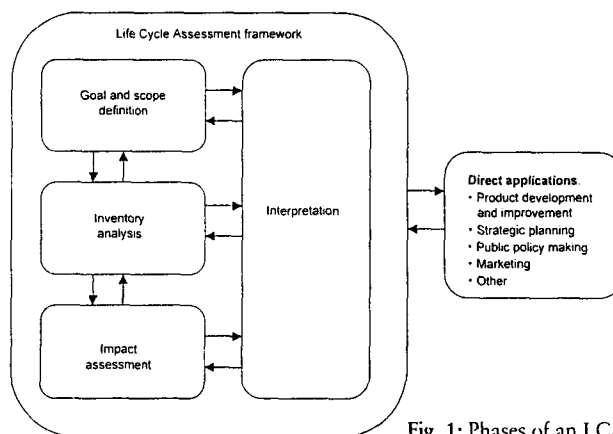 Life Cycle Assessment framework
Goal and scope
definition
Inventory
analysis
Impact
assessment
Interpretation
Direct applications.
• Product development
and improvement
• Strategic planning
• Public policy making
• Marketing
• Other
Fig. 1: Phases of an LC